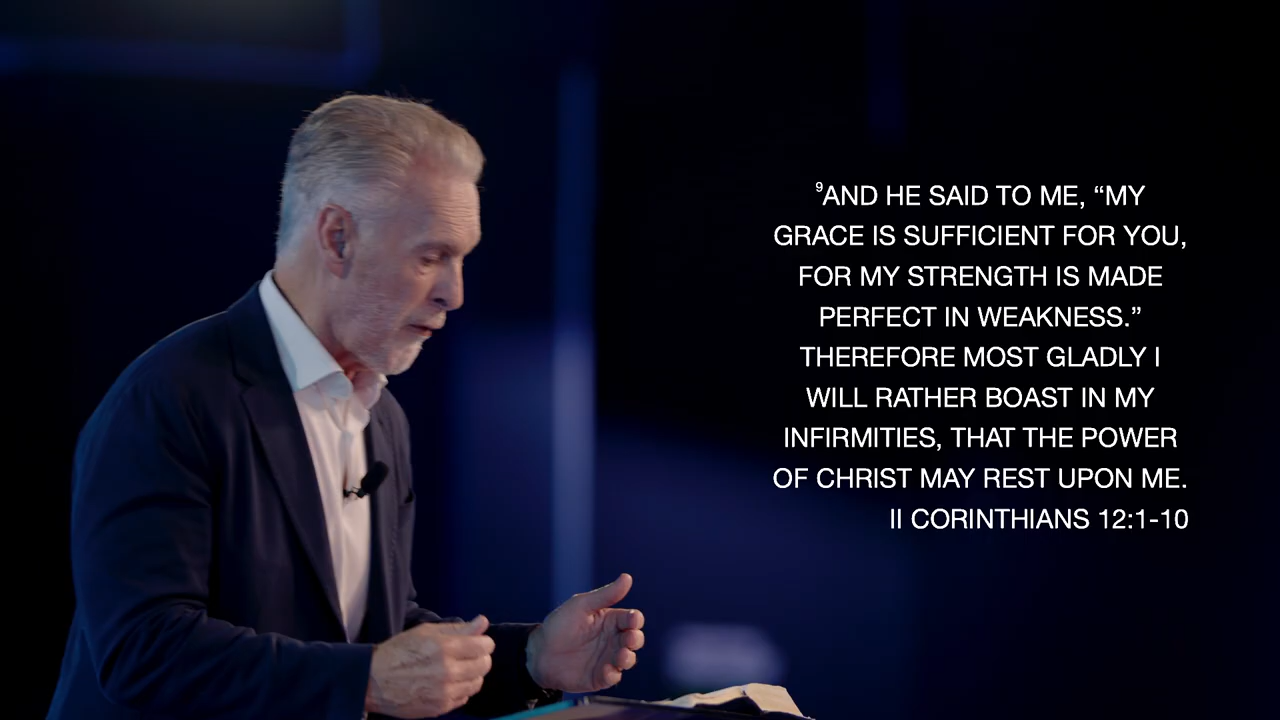 ⁹AND HE SAID TO ME, “MY
GRACE IS SUFFICIENT FOR YOU,
FOR MY STRENGTH IS MADE
PERFECT IN WEAKNESS.”
THEREFORE MOST GLADLY I
WILL RATHER BOAST IN MY
INFIRMITIES, THAT THE POWER
OF CHRIST MAY REST UPON ME.
II CORINTHIANS 12:1-10